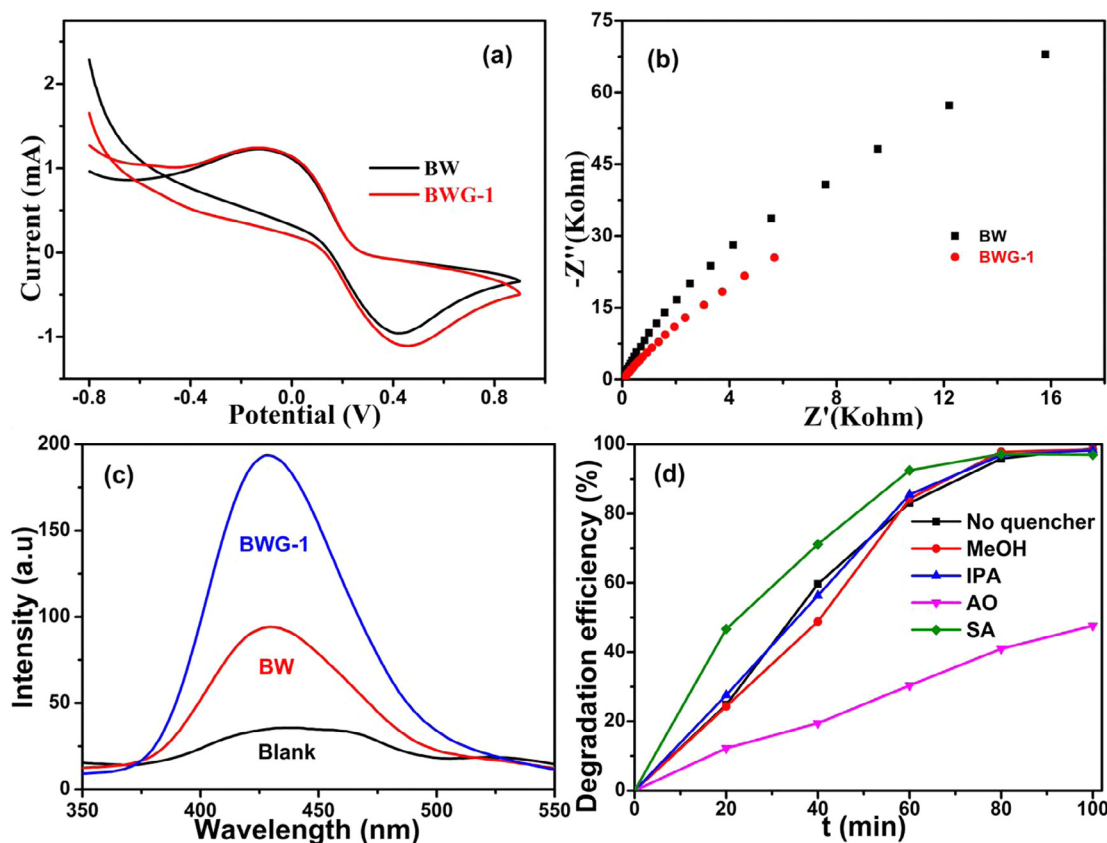 (a)
2
1
0
-1
Current (mA)
BW
BWG-1
-0.8
-0.4
0.0
0.4
0.8
Potential (V)
(b)
75
60
45
30
15
0
-Z''(Kohm)
BW
BWG-1
0
4
8
12
16
Z'(Kohm)
(c)
200
150
100
50
0
Intensity (a.u)
BWG-1
BW
Blank
350
400
450
500
550
Wavelength (nm)
(d)
100
80
60
40
20
0
Degradation efficiency (%)
No quencher
MeOH
IPA
AO
SA
0
20
40
60
80
100
t (min)